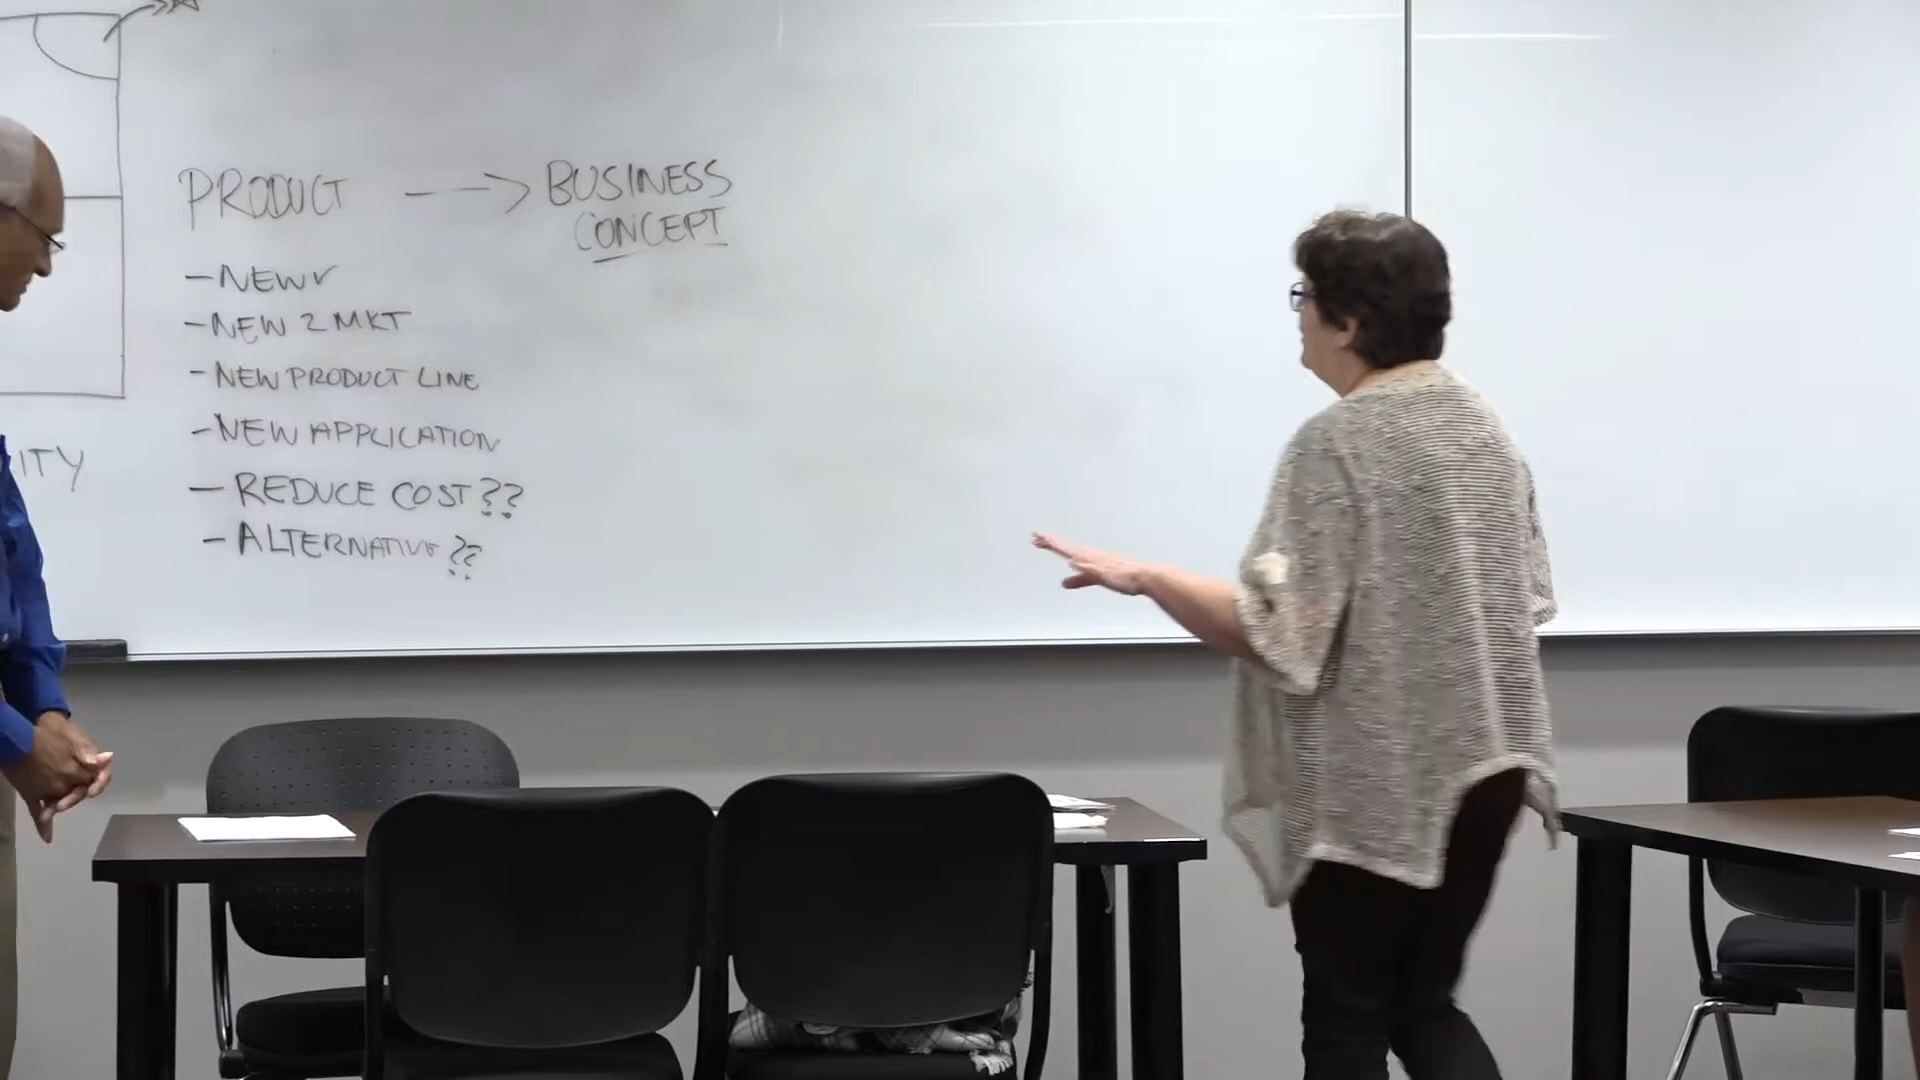 PRODUCT —> BUSINESS
CONCEPT
- NEW ✓
- NEW 2 MKT
- NEW PRODUCT LINE
- NEW APPLICATION
- REDUCE COST ??
- ALTERNATIVE ??
ITY